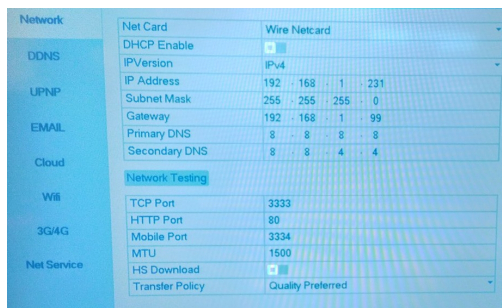 Network
DDNS
UPNP
EMAIL
Cloud
Wifi
3G/4G
Net Service
Net Card Wire Netcard
DHCP Enable
IPVersion IPv4
IP Address 192 . 168 . 1 . 231
Subnet Mask 255 . 255 . 255 . 0
Gateway 192 . 168 . 1 . 99
Primary DNS 8 . 8 . 8 . 8
Secondary DNS 8 . 8 . 4 . 4
Network Testing
TCP Port 3333
HTTP Port 80
Mobile Port 3334
MTU 1500
HS Download
Transfer Policy Quality Preferred